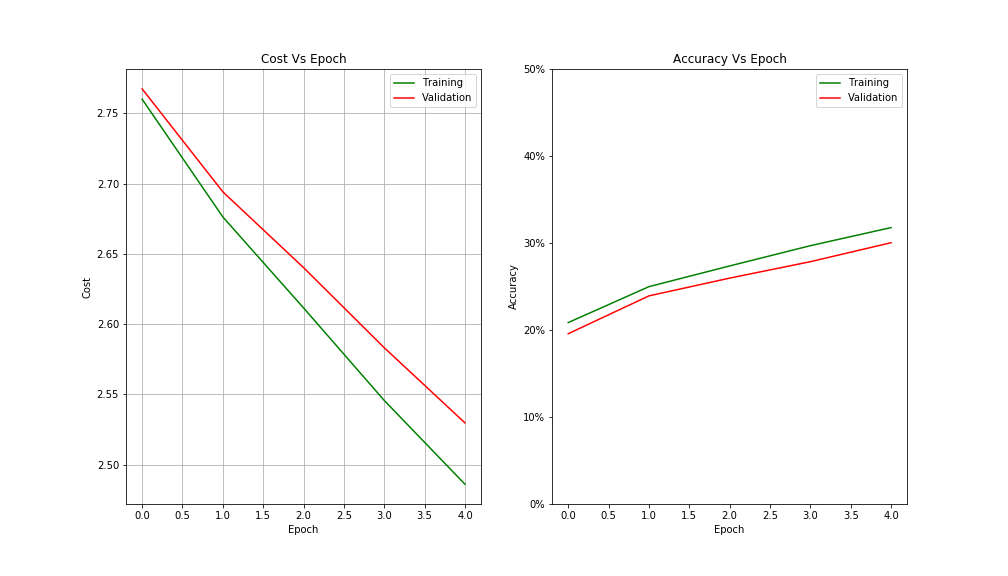 Cost Vs Epoch
Training
Validation
2.75
2.70
2.65
2.60
2.55
2.50
Cost
0.0 0.5 1.0 1.5 2.0 2.5 3.0 3.5 4.0
Epoch
Accuracy Vs Epoch
Training
Validation
50%
40%
30%
20%
10%
0%
Accuracy
0.0 0.5 1.0 1.5 2.0 2.5 3.0 3.5 4.0
Epoch